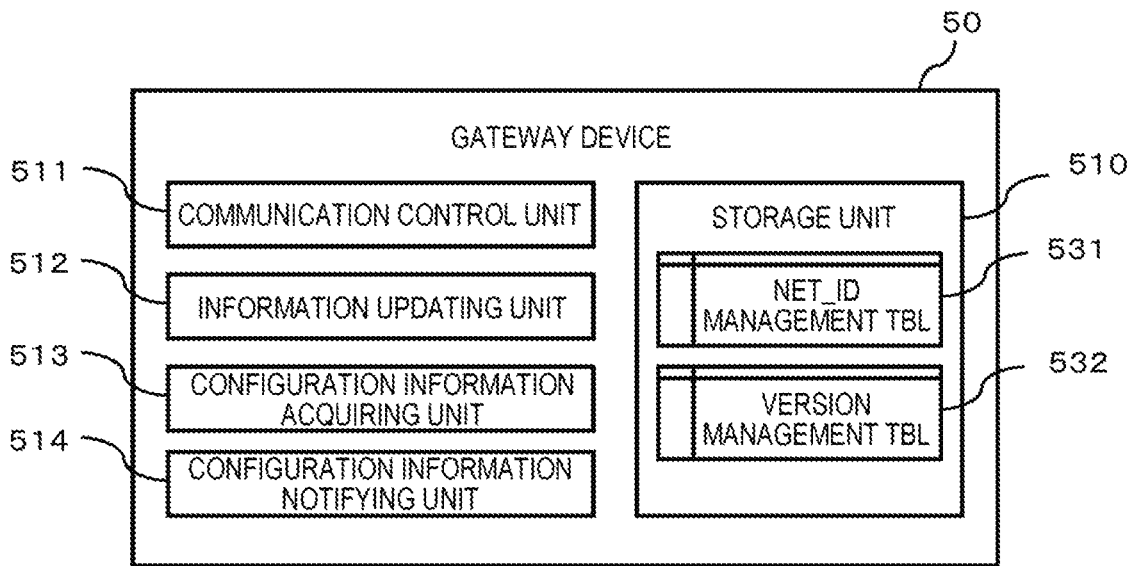 50
GATEWAY DEVICE
511
COMMUNICATION CONTROL UNIT
512
INFORMATION UPDATING UNIT
513
CONFIGURATION INFORMATION
ACQUIRING UNIT
514
CONFIGURATION INFORMATION
NOTIFYING UNIT
510
STORAGE UNIT
531
NET_ID
MANAGEMENT TBL
532
VERSION
MANAGEMENT TBL